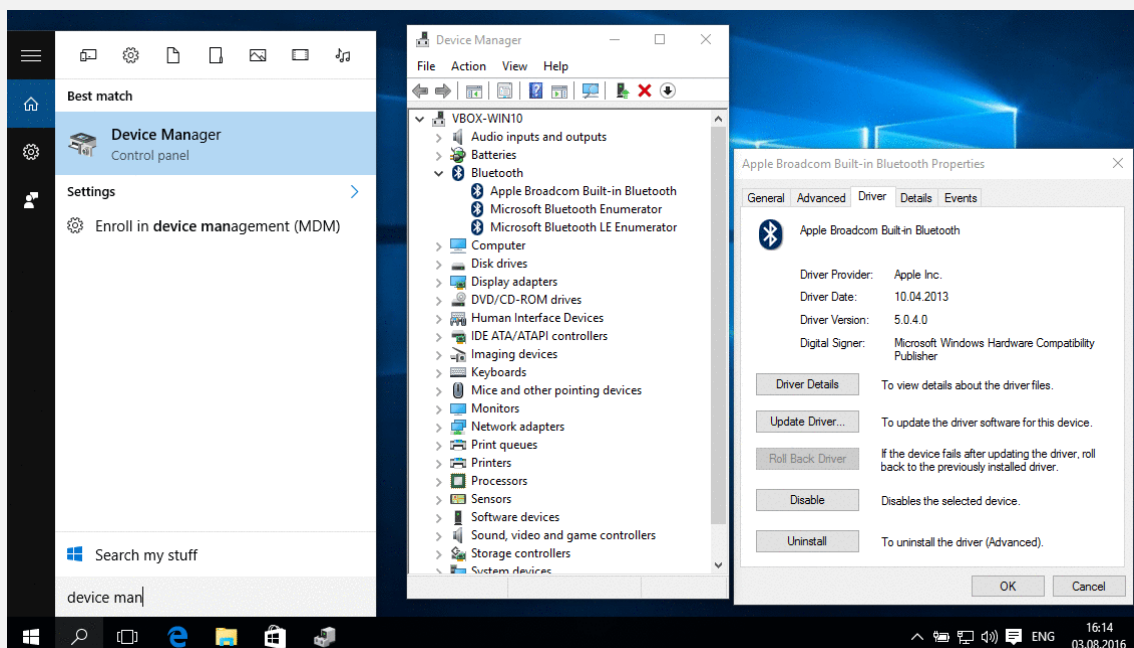 Best match
Device Manager
Control panel
Settings
Enroll in device management (MDM)
Search my stuff
device man
Device Manager
File Action View Help
VBOX-WIN10
Audio inputs and outputs
Batteries
Bluetooth
Apple Broadcom Built-in Bluetooth
Microsoft Bluetooth Enumerator
Microsoft Bluetooth LE Enumerator
Computer
Disk drives
Display adapters
DVD/CD-ROM drives
Human Interface Devices
IDE ATA/ATAPI controllers
Imaging devices
Keyboards
Mice and other pointing devices
Monitors
Network adapters
Print queues
Printers
Processors
Sensors
Software devices
Sound, video and game controllers
Storage controllers
System devices
Apple Broadcom Built-in Bluetooth Properties
General Advanced Driver Details Events
Apple Broadcom Built-in Bluetooth
Driver Provider: Apple Inc.
Driver Date: 10.04.2013
Driver Version: 5.0.4.0
Digital Signer: Microsoft Windows Hardware Compatibility
Publisher
Driver Details To view details about the driver files.
Update Driver... To update the driver software for this device.
Roll Back Driver If the device fails after updating the driver, roll
back to the previously installed driver.
Disable Disables the selected device.
Uninstall To uninstall the driver (Advanced).
OK Cancel
ENG 16:14
03.08.2016